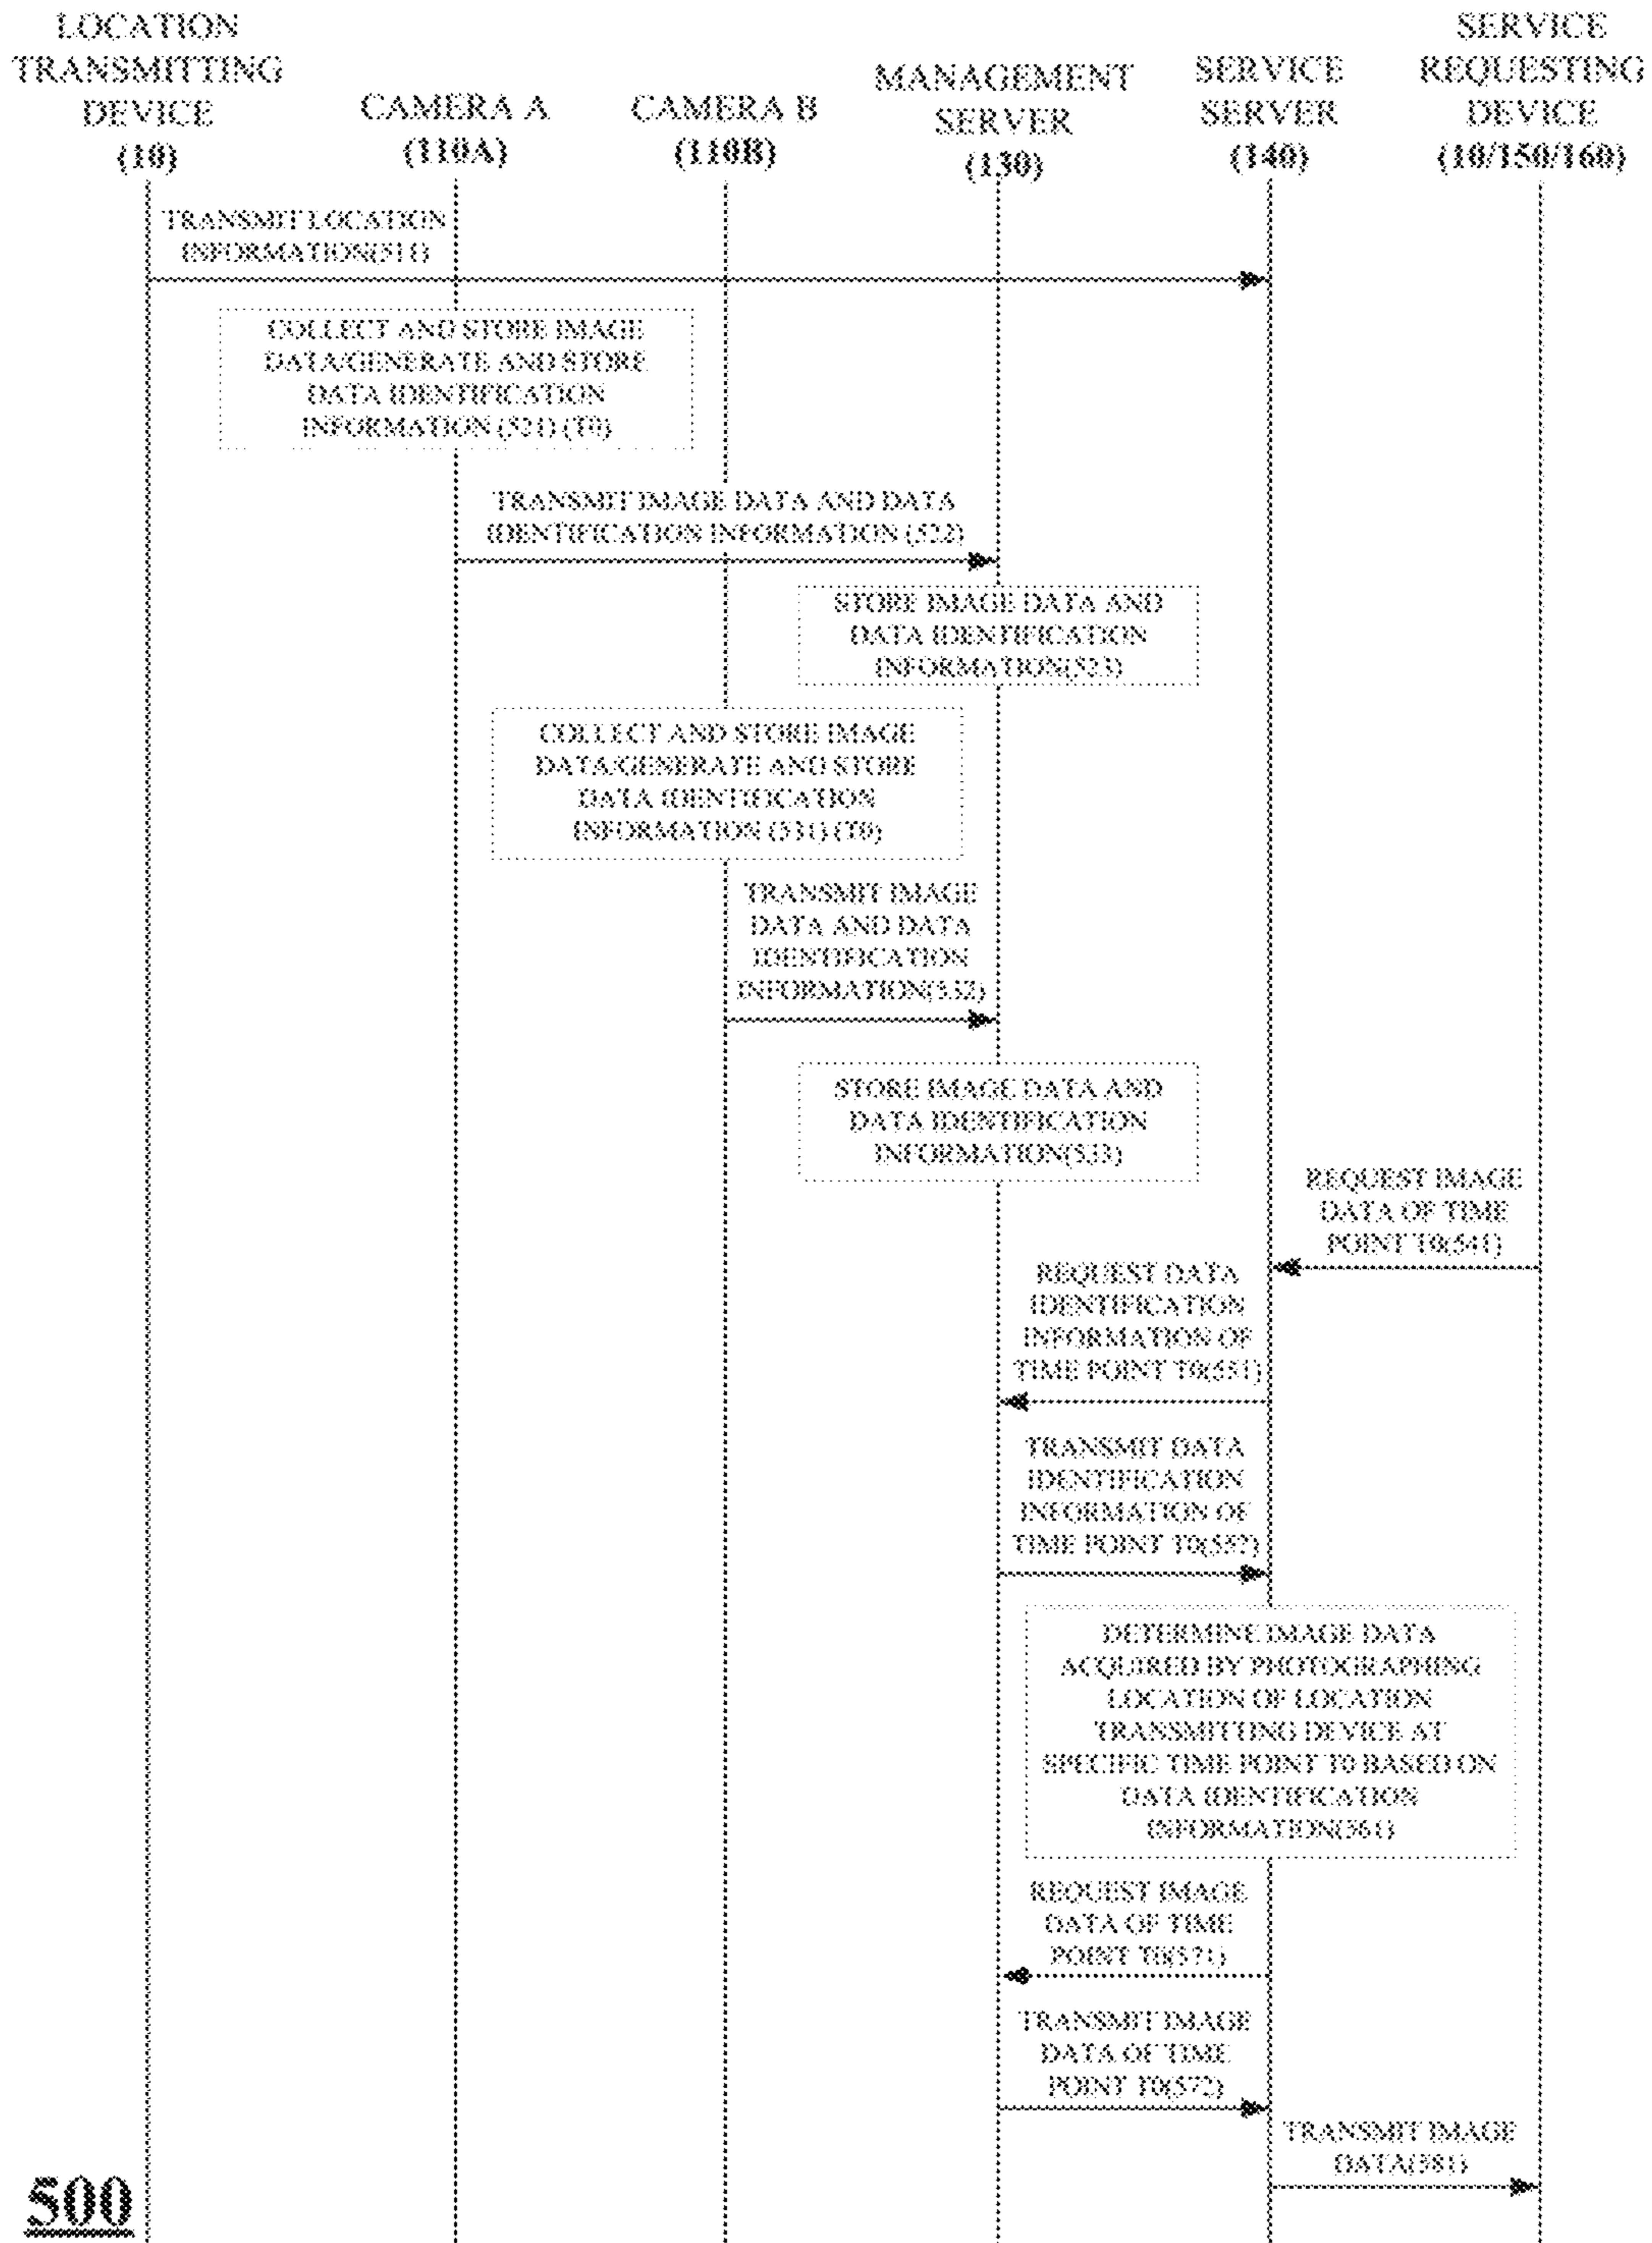 LOCATION
TRANSMITTING
DEVICE
(10)
CAMERA A
(110A)
CAMERA B
(110B)
MANAGEMENT
SERVER
(130)
SERVICE
SERVER
(140)
SERVICE
REQUESTING
DEVICE
(10/150/160)
TRANSMIT LOCATION
INFORMATION(511)
COLLECT AND STORE IMAGE
DATA/GENERATE AND STORE
DATA IDENTIFICATION
INFORMATION (521) (T0)
TRANSMIT IMAGE DATA AND DATA
IDENTIFICATION INFORMATION (522)
STORE IMAGE DATA AND
DATA IDENTIFICATION
INFORMATION(523)
COLLECT AND STORE IMAGE
DATA/GENERATE AND STORE
DATA IDENTIFICATION
INFORMATION (531) (T0)
TRANSMIT IMAGE
DATA AND DATA
IDENTIFICATION
INFORMATION(532)
STORE IMAGE DATA AND
DATA IDENTIFICATION
INFORMATION(533)
REQUEST IMAGE
DATA OF TIME
POINT T0(541)
REQUEST DATA
IDENTIFICATION
INFORMATION OF
TIME POINT T0(551)
TRANSMIT DATA
IDENTIFICATION
INFORMATION OF
TIME POINT T0(552)
DETERMINE IMAGE DATA
ACQUIRED BY PHOTOGRAPHING
LOCATION OF LOCATION
TRANSMITTING DEVICE AT
SPECIFIC TIME POINT T0 BASED ON
DATA IDENTIFICATION
INFORMATION(561)
REQUEST IMAGE
DATA OF TIME
POINT T0(571)
TRANSMIT IMAGE
DATA OF TIME
POINT T0(572)
TRANSMIT IMAGE
DATA(581)
500